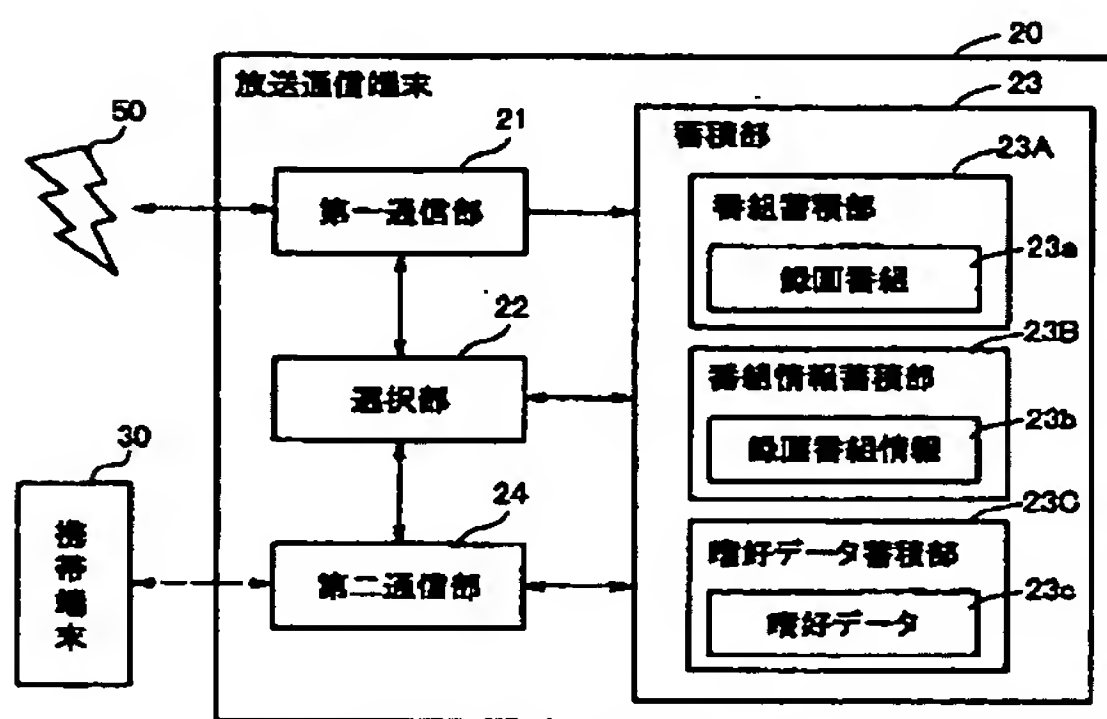 20
放送通信端末
23
50
21
蓄積部
23A
第一通信部
番組蓄積部
23a
録画番組
22
23B
選択部
番組情報蓄積部
23b
録画番組情報
30
24
23C
携帯端末
第二通信部
嗜好データ蓄積部
23c
嗜好データ